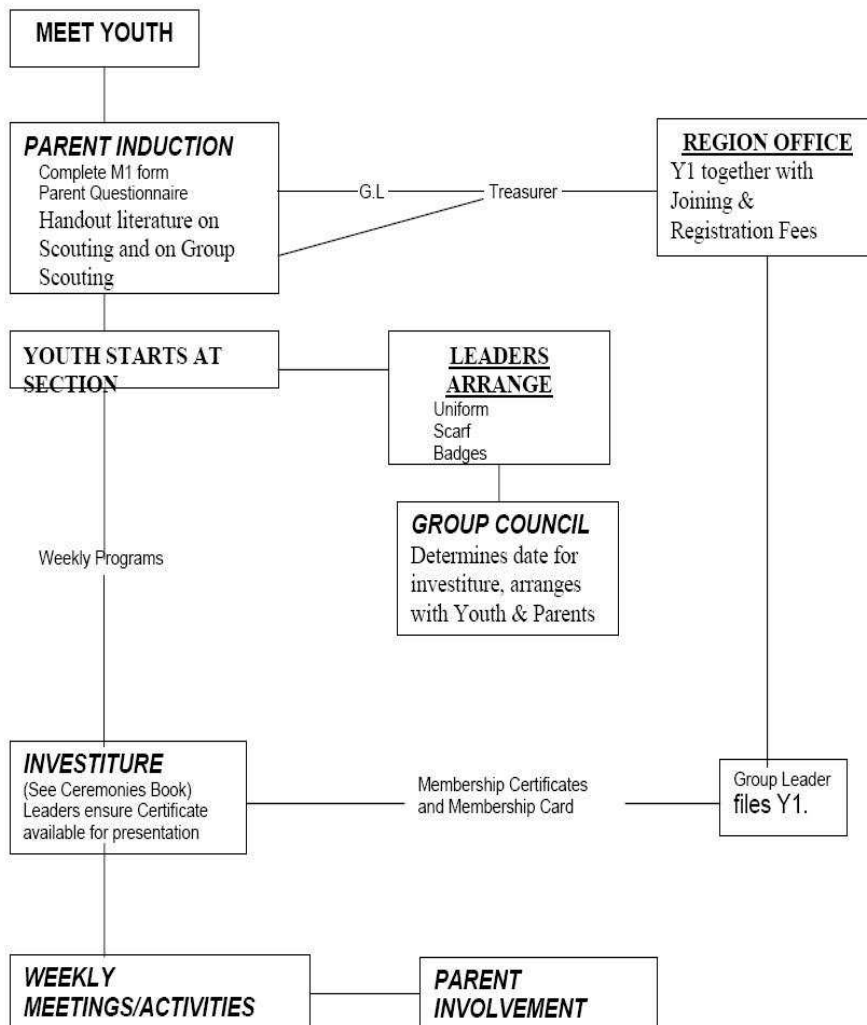 MEET YOUTH
PARENT INDUCTION
Complete M1 form
Parent Questionnaire
Handout literature on
Scouting and on Group
Scouting
G.L
Treasurer
REGION OFFICE
Y1 together with
Joining &
Registration Fees
YOUTH STARTS AT
SECTION
LEADERS
ARRANGE
Uniform
Scarf
Badges
GROUP COUNCIL
Determines date for
investiture, arranges
with Youth & Parents
Weekly Programs
INVESTITURE
(See Ceremonies Book)
Leaders ensure Certificate
available for presentation
Membership Certificates
and Membership Card
Group Leader
files Y1.
WEEKLY
MEETINGS/ACTIVITIES
PARENT
INVOLVEMENT